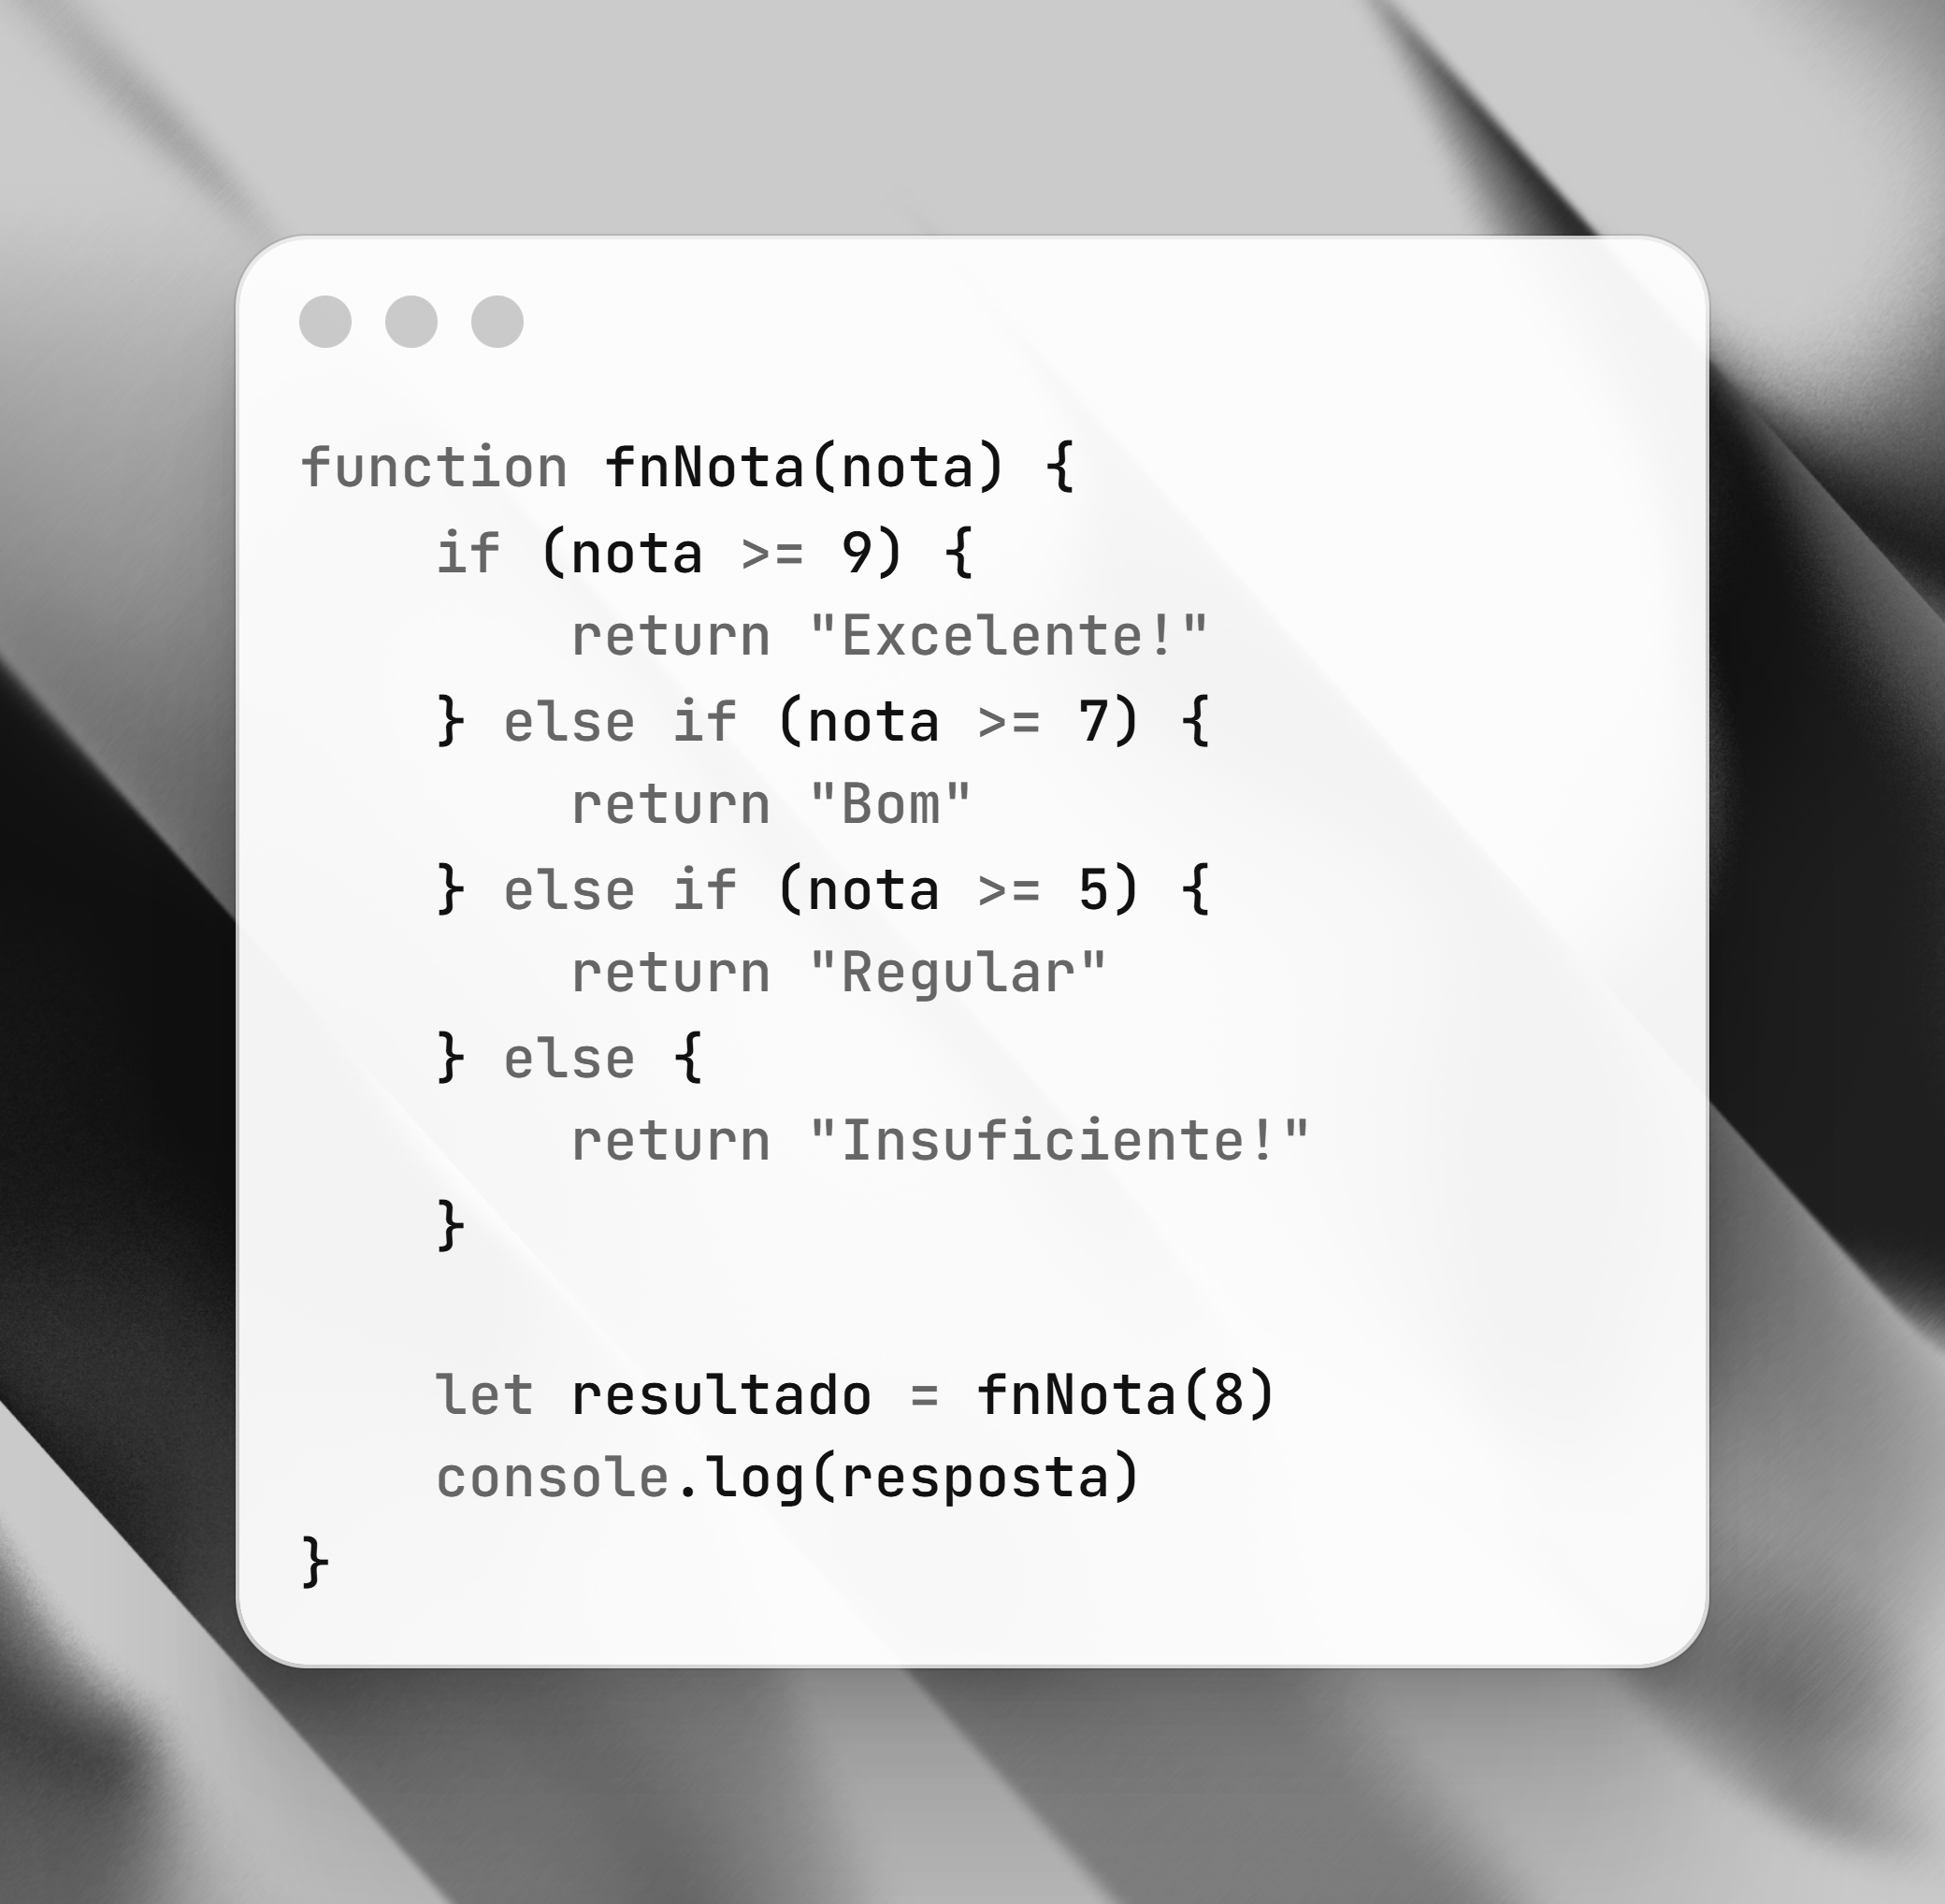 function fnNota(nota) {
    if (nota >= 9) {
        return "Excelente!"
    } else if (nota >= 7) {
        return "Bom"
    } else if (nota >= 5) {
        return "Regular"
    } else {
        return "Insuficiente!"
    }

    let resultado = fnNota(8)
    console.log(resposta)
}